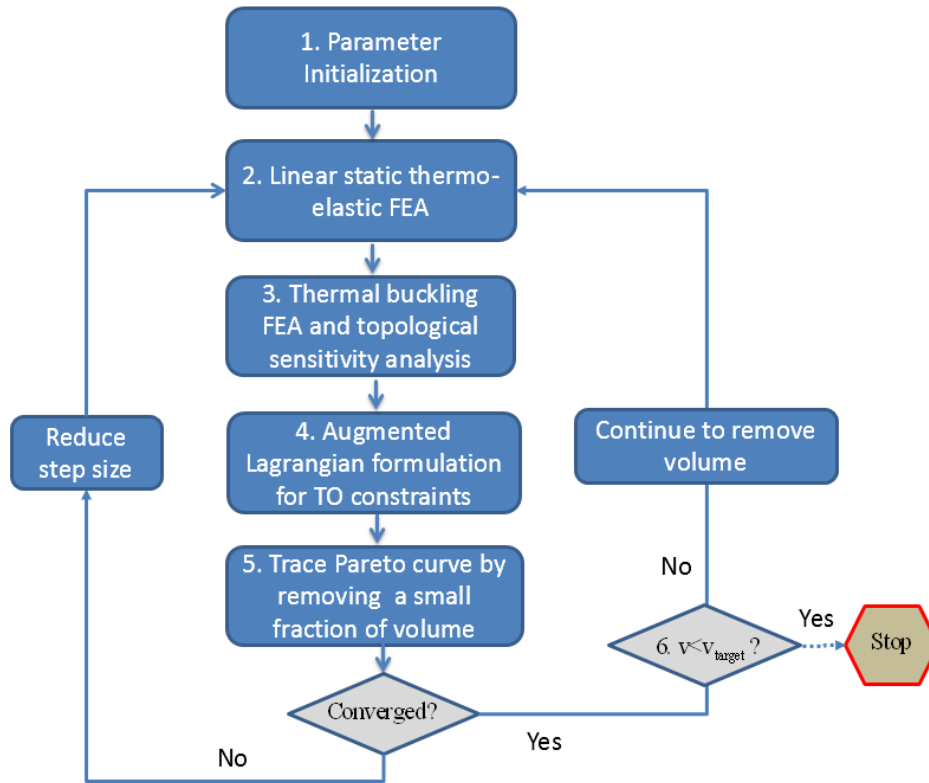 1. Parameter
Initialization
2. Linear static thermo-
elastic FEA
3. Thermal buckling
FEA and topological
sensitivity analysis
Reduce
step size
4. Augmented
Lagrangian formulation
for TO constraints
Continue to remove
volume
5. Trace Pareto curve by
removing a small
fraction of volume
No
6. v<v_target ?
Yes
Stop
Converged?
No
Yes